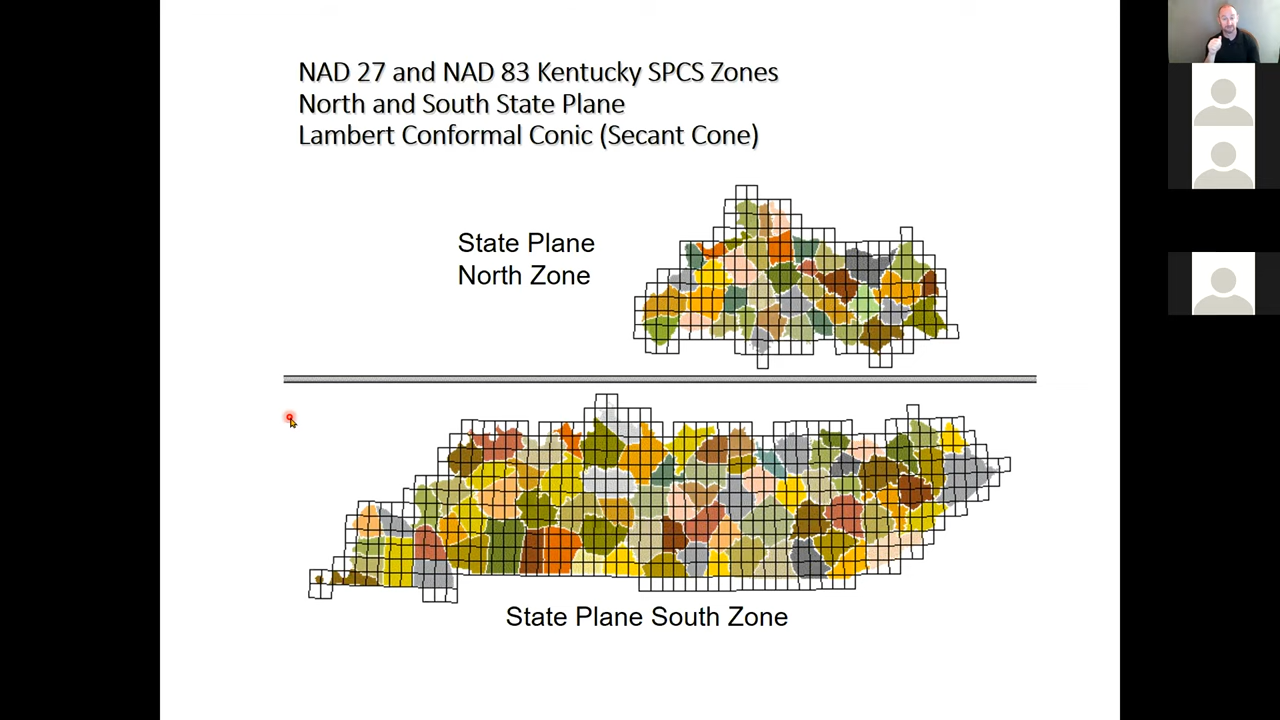 NAD 27 and NAD 83 Kentucky SPCS Zones
North and South State Plane
Lambert Conformal Conic (Secant Cone)
State Plane
North Zone
State Plane South Zone